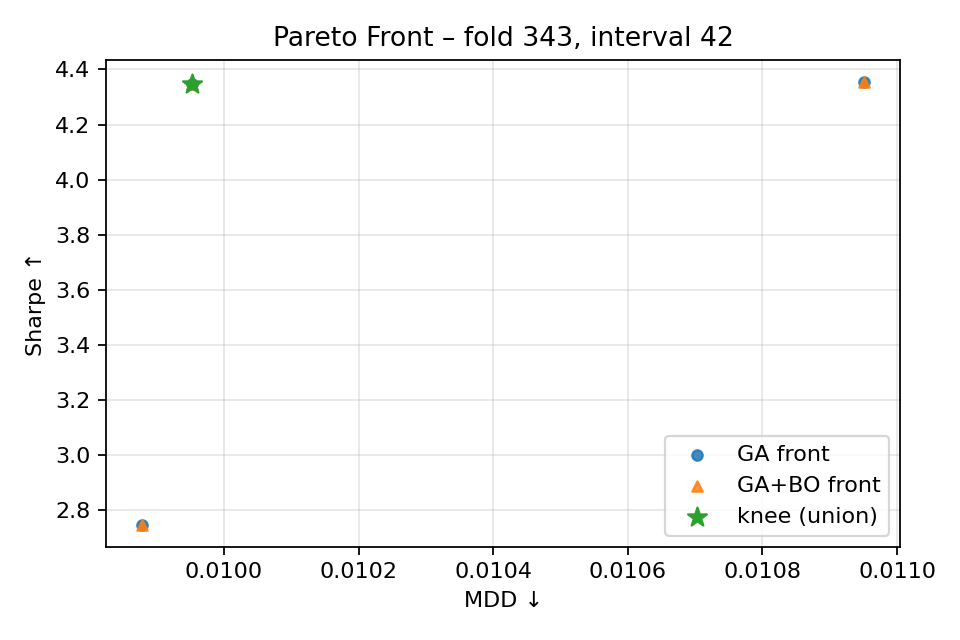 Pareto Front – fold 343, interval 42
Sharpe ↑
4.4
4.2
4.0
3.8
3.6
3.4
3.2
3.0
2.8
GA front
GA+BO front
knee (union)
0.0100
0.0102
0.0104
0.0106
0.0108
0.0110
MDD ↓